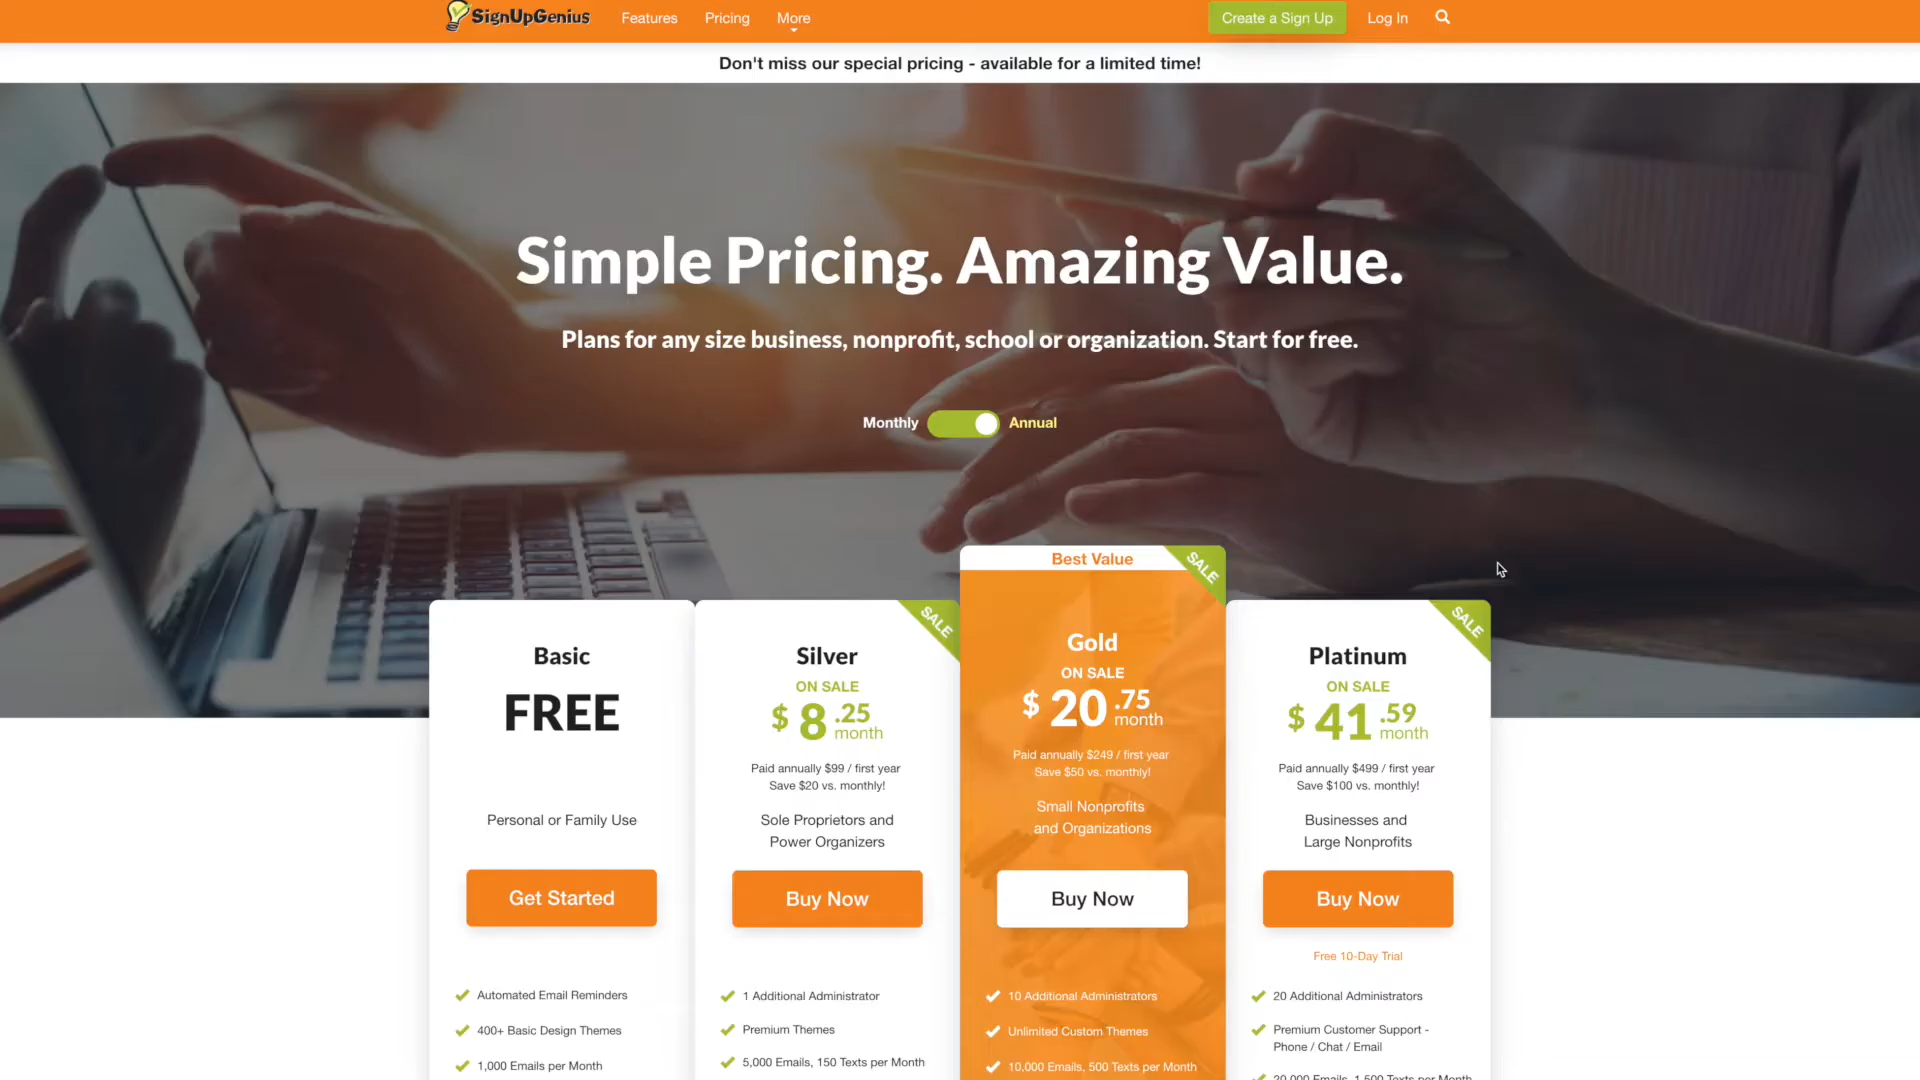 SignUpGenius
Features
Pricing
More
Create a Sign Up
Log In
Don't miss our special pricing - available for a limited time!
Simple Pricing. Amazing Value.
Plans for any size business, nonprofit, school or organization. Start for free.
Monthly
Annual
Basic
FREE
Personal or Family Use
Get Started
Automated Email Reminders
400+ Basic Design Themes
1,000 Emails per Month
SALE
Silver
ON SALE
$ 8.25
month
Paid annually $99 / first year
Save $20 vs. monthly!
Sole Proprietors and
Power Organizers
Buy Now
1 Additional Administrator
Premium Themes
5,000 Emails, 150 Texts per Month
Best Value
SALE
Gold
ON SALE
$ 20.75
month
Paid annually $249 / first year
Save $50 vs. monthly!
Small Nonprofits
and Organizations
Buy Now
10 Additional Administrators
Unlimited Custom Themes
10,000 Emails, 500 Texts per Month
SALE
Platinum
ON SALE
$ 41.59
month
Paid annually $499 / first year
Save $100 vs. monthly!
Businesses and
Large Nonprofits
Buy Now
Free 10-Day Trial
20 Additional Administrators
Premium Customer Support -
Phone / Chat / Email
20,000 Emails, 1,500 Texts per Month